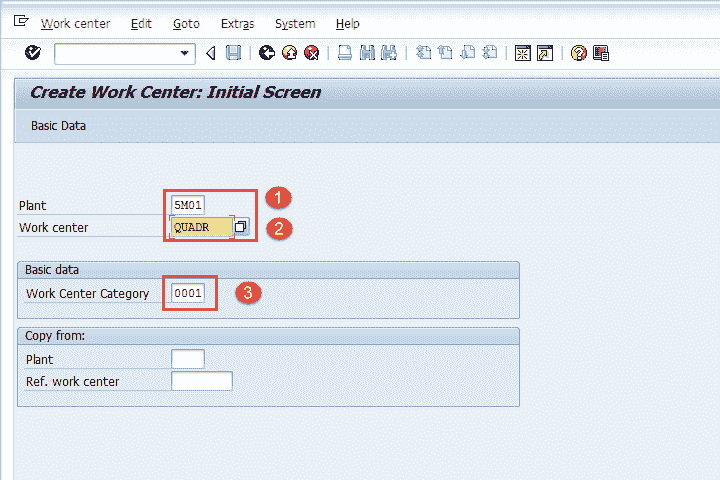 Work center Edit Goto Extras System Help
Create Work Center: Initial Screen
Basic Data
Plant 5M01 1
Work center QUADR 2
Basic data
Work Center Category 0001 3
Copy from:
Plant
Ref. work center